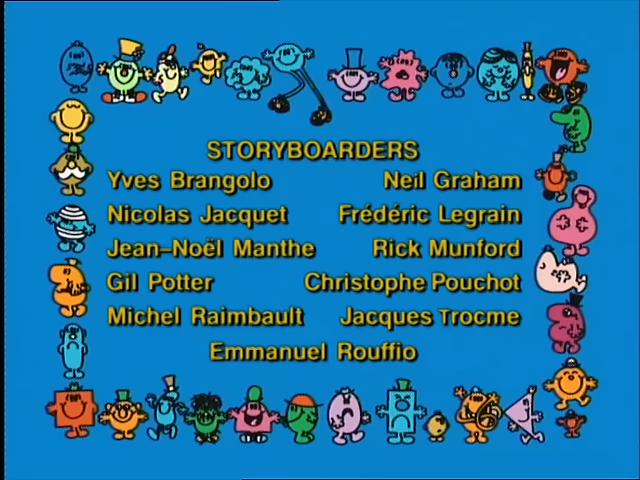 STORYBOARDERS
Yves Brangolo Neil Graham
Nicolas Jacquet Frédéric Legrain
Jean-Noël Manthe Rick Munford
Gil Potter Christophe Pouchot
Michel Raimbault Jacques Trocme
Emmanuel Rouffio